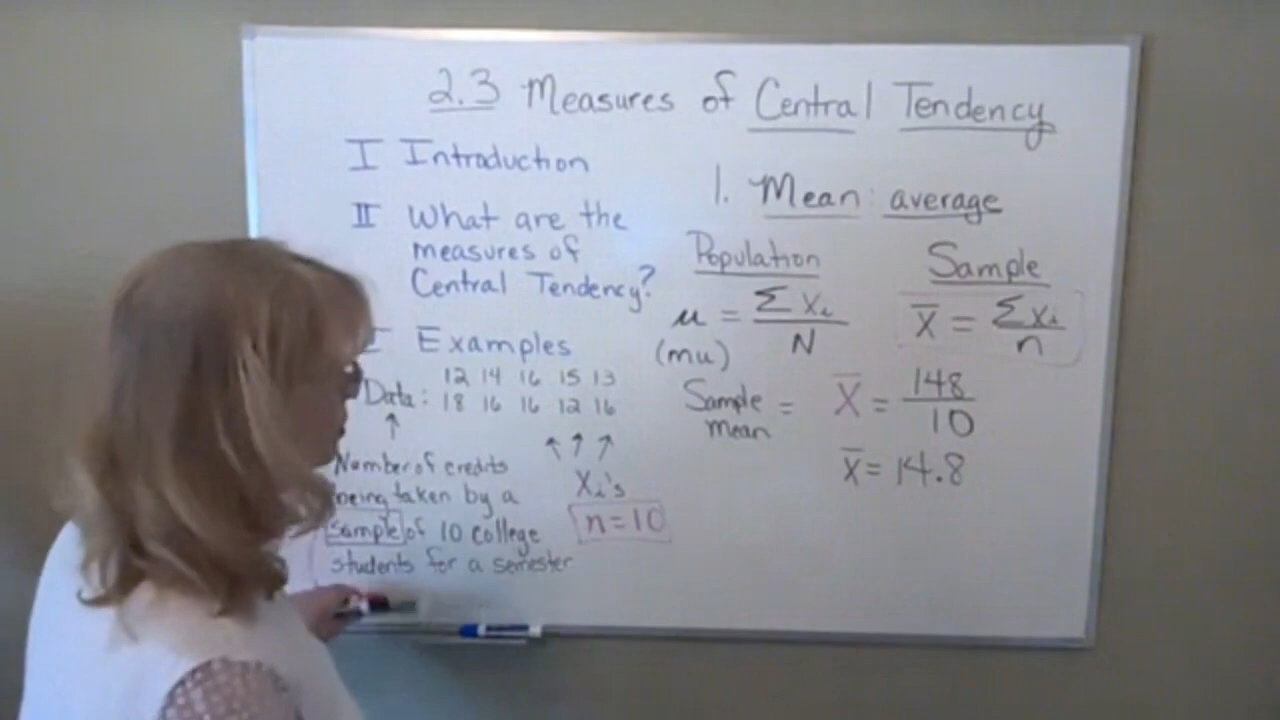 2.3 Measures of Central Tendency
I Introduction
II What are the
measures of
Central Tendency?
I Examples
Data: 12 14 16 15 13
18 16 16 12 16
↑
Number of credits
being taken by a
sample of 10 college
students for a semester
↑ ↑ ↑
Xi's
n=10
1. Mean: average
Population
μ = Σxi / N
(mu)
Sample
x̄ = Σxi / n
Sample mean = x̄ = 148 / 10
x̄ = 14.8